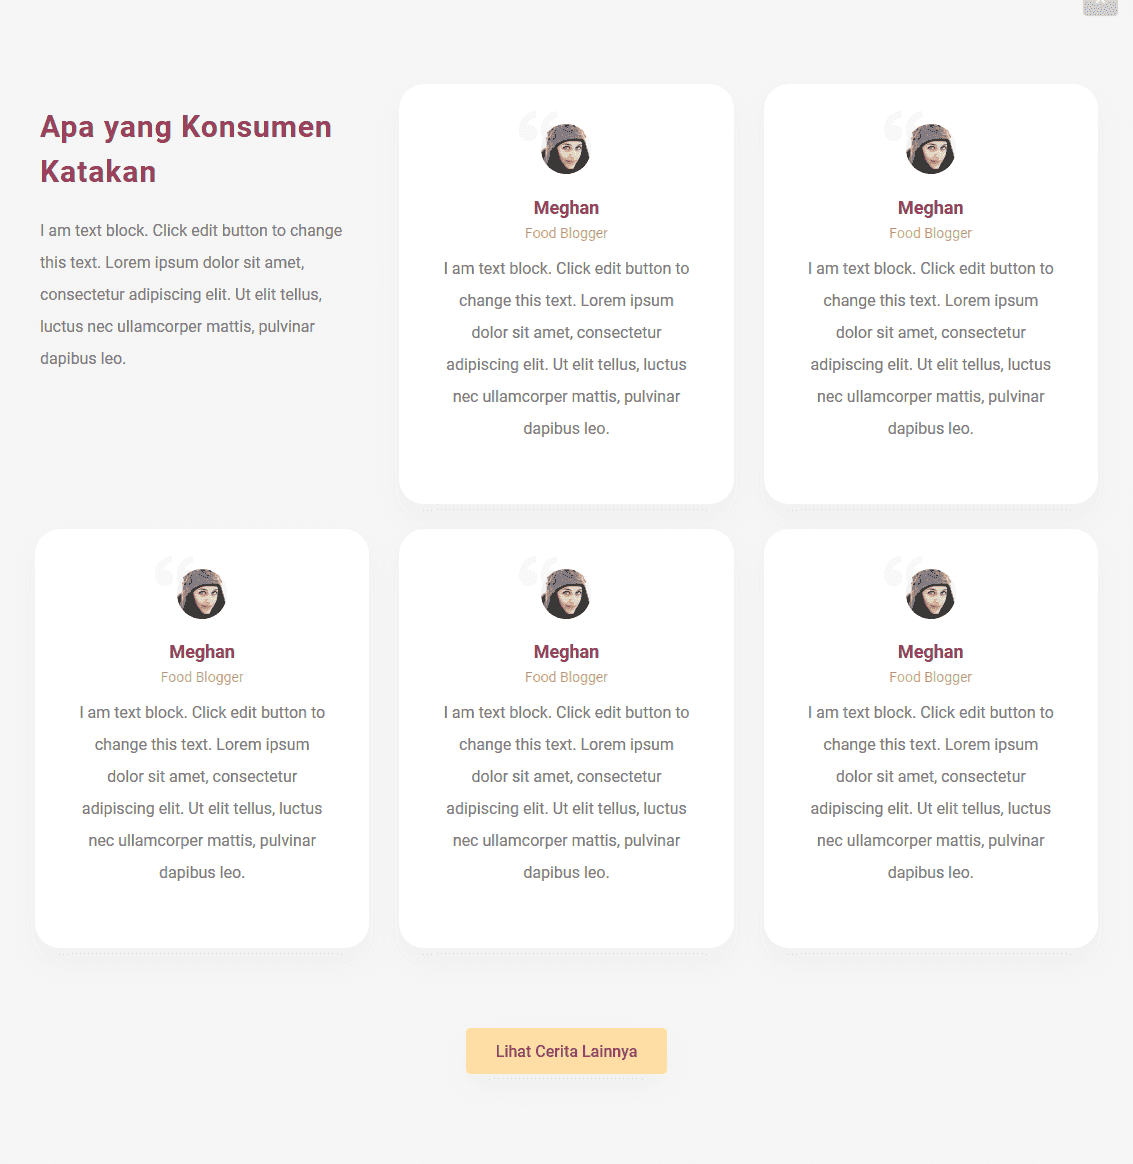 Apa yang Konsumen
Katakan
I am text block. Click edit button to change
this text. Lorem ipsum dolor sit amet,
consectetur adipiscing elit. Ut elit tellus,
luctus nec ullamcorper mattis, pulvinar
dapibus leo.
“
Meghan
Food Blogger
I am text block. Click edit button to
change this text. Lorem ipsum
dolor sit amet, consectetur
adipiscing elit. Ut elit tellus, luctus
nec ullamcorper mattis, pulvinar
dapibus leo.
“
Meghan
Food Blogger
I am text block. Click edit button to
change this text. Lorem ipsum
dolor sit amet, consectetur
adipiscing elit. Ut elit tellus, luctus
nec ullamcorper mattis, pulvinar
dapibus leo.
“
Meghan
Food Blogger
I am text block. Click edit button to
change this text. Lorem ipsum
dolor sit amet, consectetur
adipiscing elit. Ut elit tellus, luctus
nec ullamcorper mattis, pulvinar
dapibus leo.
“
Meghan
Food Blogger
I am text block. Click edit button to
change this text. Lorem ipsum
dolor sit amet, consectetur
adipiscing elit. Ut elit tellus, luctus
nec ullamcorper mattis, pulvinar
dapibus leo.
“
Meghan
Food Blogger
I am text block. Click edit button to
change this text. Lorem ipsum
dolor sit amet, consectetur
adipiscing elit. Ut elit tellus, luctus
nec ullamcorper mattis, pulvinar
dapibus leo.
Lihat Cerita Lainnya